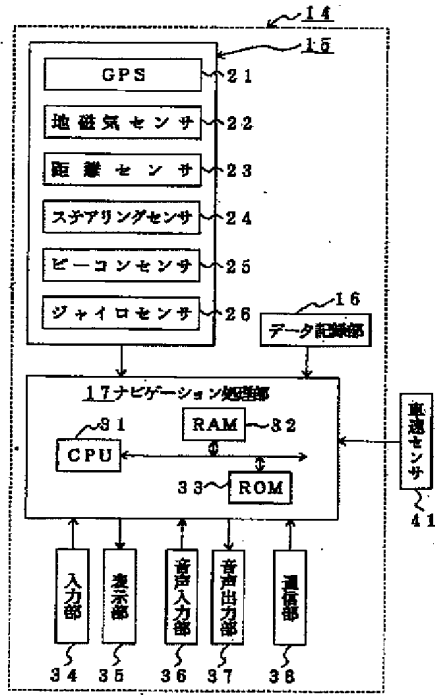 14
15
GPS
21
地磁気センサ
22
距離センサ
23
ステアリングセンサ
24
ビーコンセンサ
25
ジャイロセンサ
26
16
データ記録部
17ナビゲーション処理部
31
CPU
RAM
32
33
ROM
車速センサ
41
入力部
表示部
音声入力部
音声出力部
通信部
34
35
36
37
38